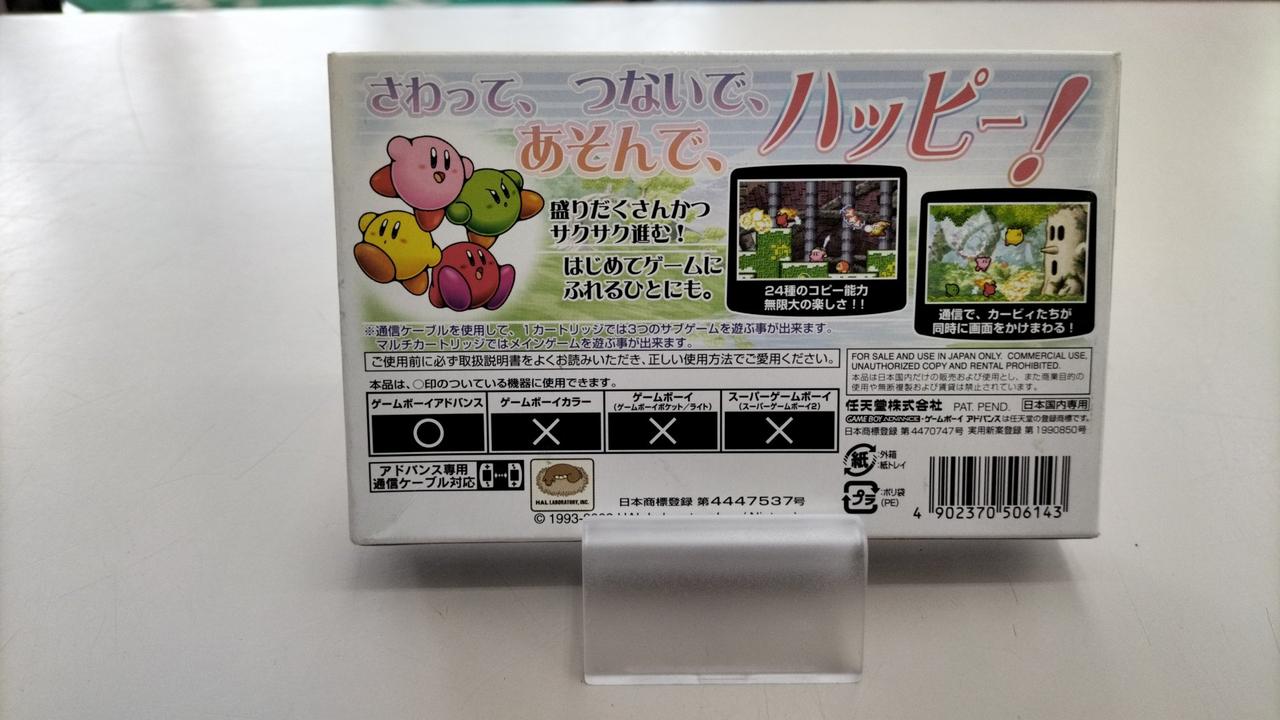 さわって、つないで、
あそんで、
ハッピー!
盛りだくさんかつ
サクサク進む!
はじめてゲームに
ふれるひとにも。
24種のコピー能力
無限大の楽しさ!!
通信で、カービィたちが
同時に画面をかけまわる!
※通信ケーブルを使用して、1カートリッジでは3つのサブゲームを遊ぶ事が出来ます。
マルチカートリッジではメインゲームを遊ぶ事が出来ます。
ご使用前に必ず取扱説明書をよくお読みいただき、正しい使用方法でご愛用ください。
本品は、○印のついている機器に使用できます。
ゲームボーイアドバンス
ゲームボーイカラー
ゲームボーイ
(ゲームボーイポケット/ライト)
スーパーゲームボーイ
(スーパーゲームボーイ2)
○ × × ×
アドバンス専用
通信ケーブル対応
HAL LABORATORY, INC.
日本商標登録 第4447537号
© 1993-
FOR SALE AND USE IN JAPAN ONLY. COMMERCIAL USE,
UNAUTHORIZED COPY AND RENTAL PROHIBITED.
本品は日本国内だけの販売および使用とし、また商業目的の
使用や無断複製および賃貸は禁止されています。
任天堂株式会社 PAT. PEND. 日本国内専用
GAME BOY ADVANCE・ゲームボーイ アドバンスは任天堂の登録商標です。
日本商標登録 第4470747号 実用新案登録 第1990850号
紙 :外箱
:紙トレイ
プラ :ポリ袋
(PE)
4 902370 506143